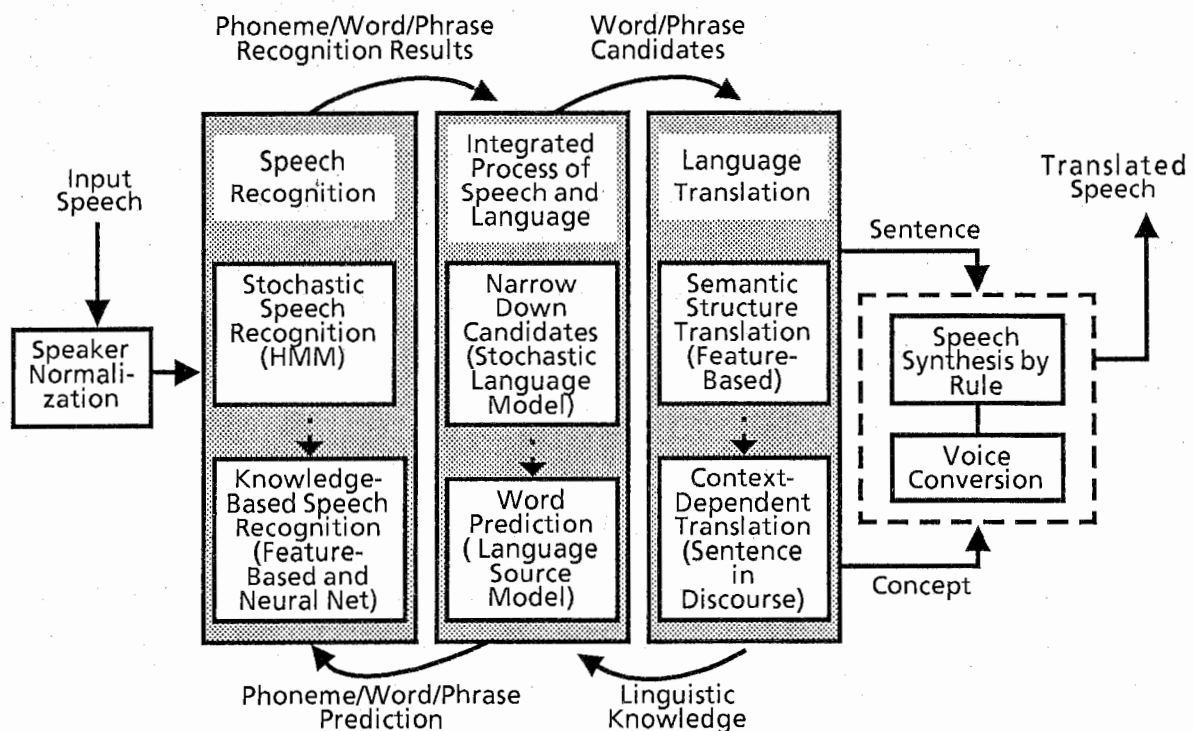 Phoneme/Word/Phrase
Recognition Results
Word/Phrase
Candidates
Input
Speech
Speaker
Normali-
zation
Speech
Recognition
Stochastic
Speech
Recognition
(HMM)
Knowledge-
Based Speech
Recognition
(Feature-
Based and
Neural Net)
Integrated
Process of
Speech and
Language
Narrow
Down
Candidates
(Stochastic
Language
Model)
Word
Prediction
( Language
Source
Model)
Language
Translation
Semantic
Structure
Translation
(Feature-
Based)
Context-
Dependent
Translation
(Sentence
in
Discourse)
Sentence
Concept
Speech
Synthesis by
Rule
Voice
Conversion
Translated
Speech
Phoneme/Word/Phrase
Prediction
Linguistic
Knowledge